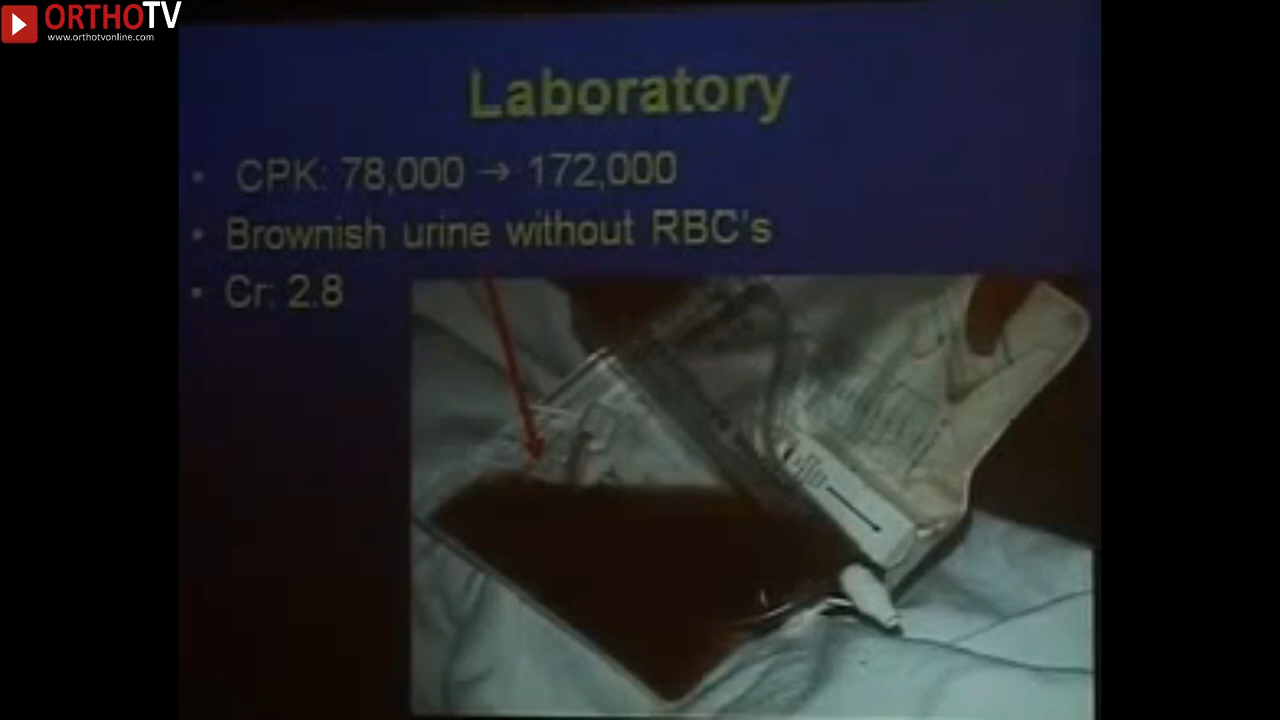 ORTHOTV
www.orthotvonline.com
Laboratory
• CPK: 78,000 → 172,000
• Brownish urine without RBC's
• Cr: 2.8